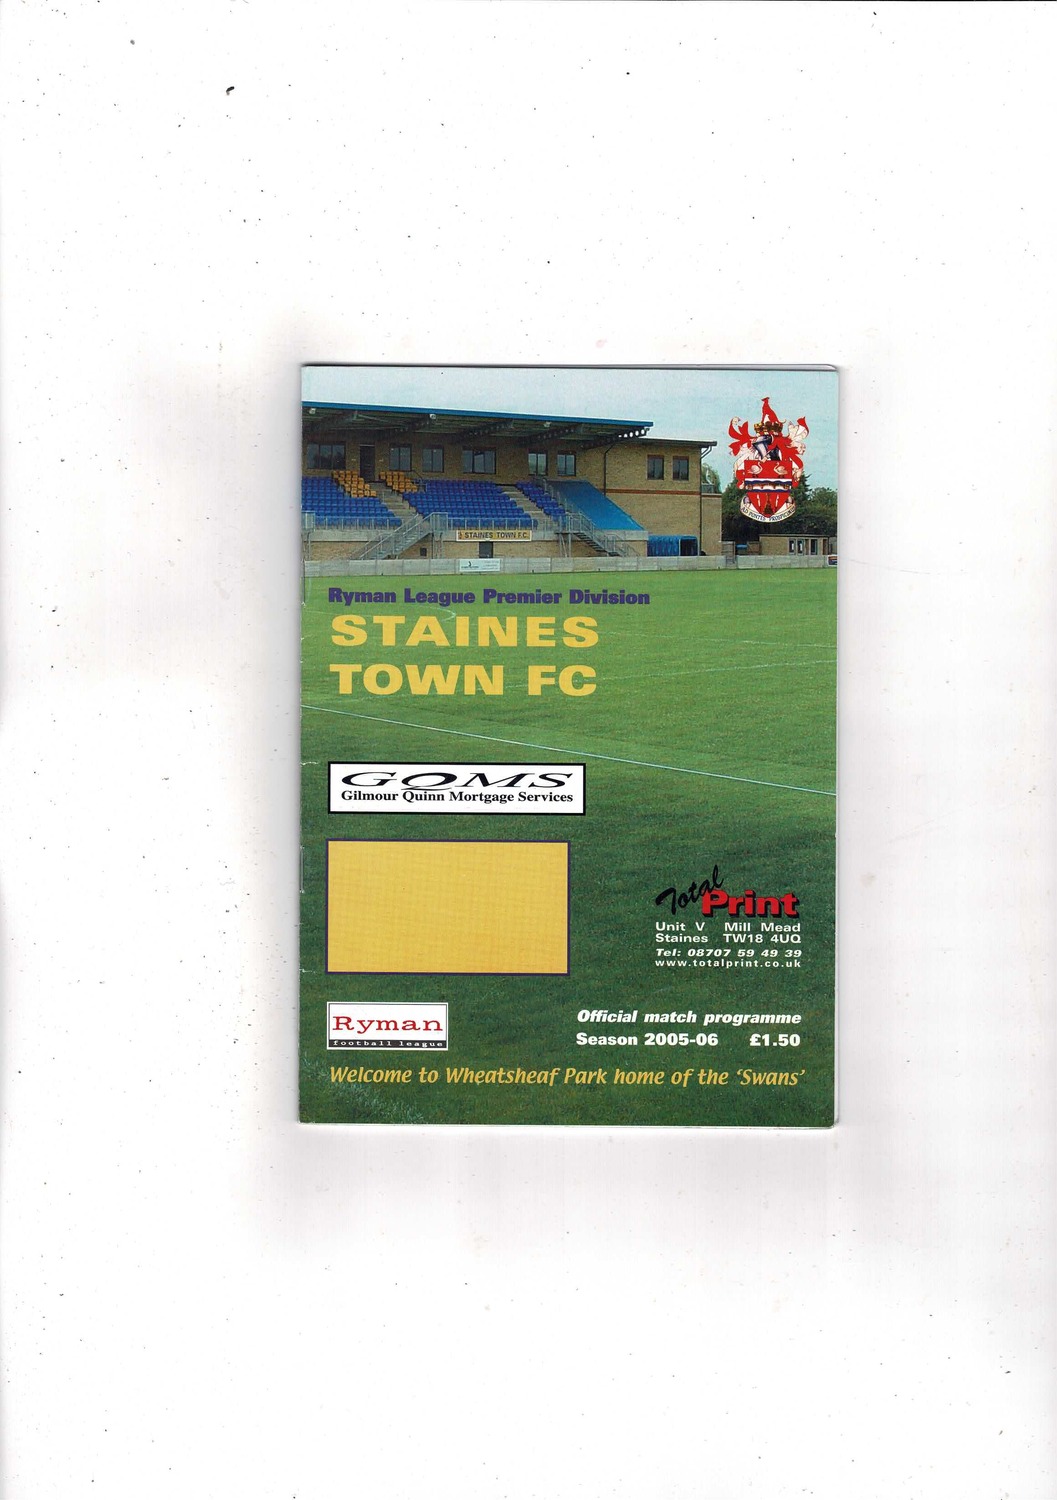 STAINES TOWN F.C.
Ryman League Premier Division
STAINES
TOWN FC
GQMS
Gilmour Quinn Mortgage Services
Total
Print
Unit V Mill Mead
Staines TW18 4UQ
Tel: 08707 59 49 39
www.totalprint.co.uk
Ryman
football league
Official match programme
Season 2005-06 £1.50
Welcome to Wheatsheaf Park home of the ‘Swans’